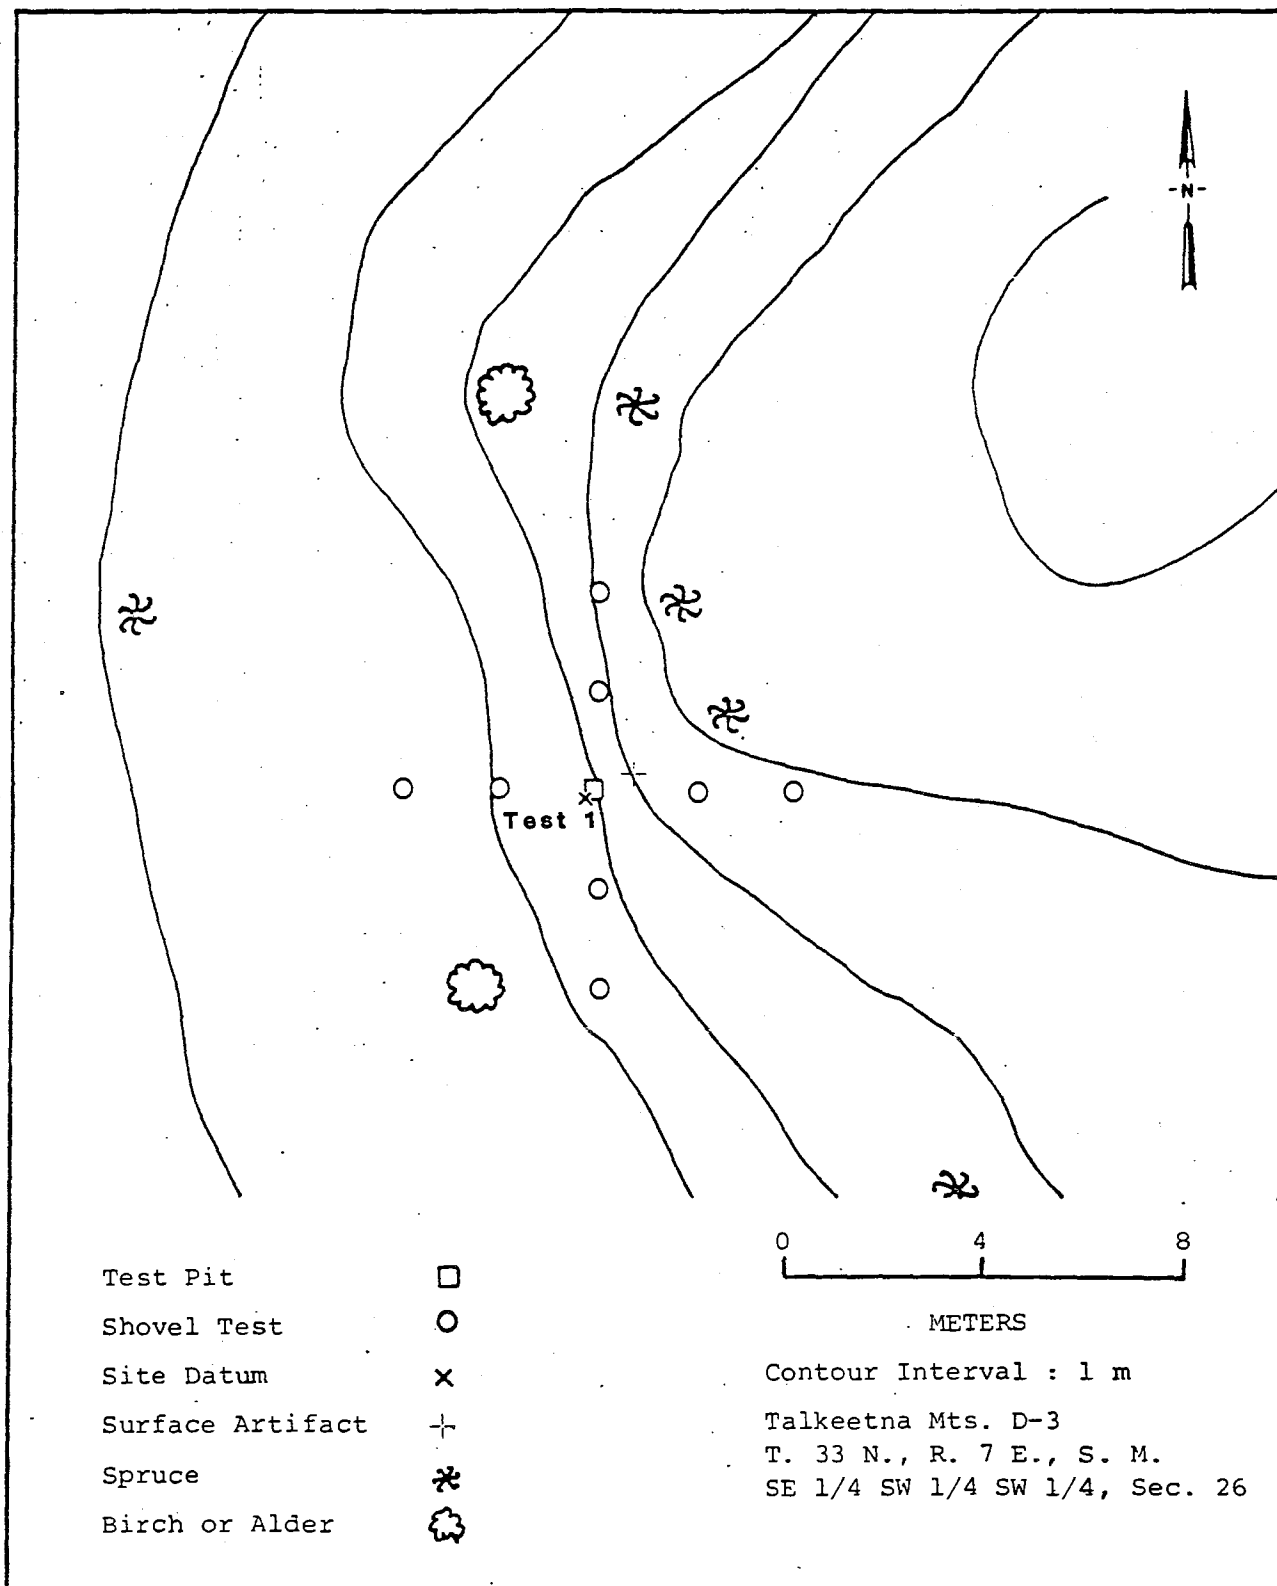 -N-
Test 1
0 4 8
METERS
Test Pit
Shovel Test
Site Datum
Surface Artifact
Spruce
Birch or Alder
Contour Interval : 1 m
Talkeetna Mts. D-3
T. 33 N., R. 7 E., S. M.
SE 1/4 SW 1/4 SW 1/4, Sec. 26